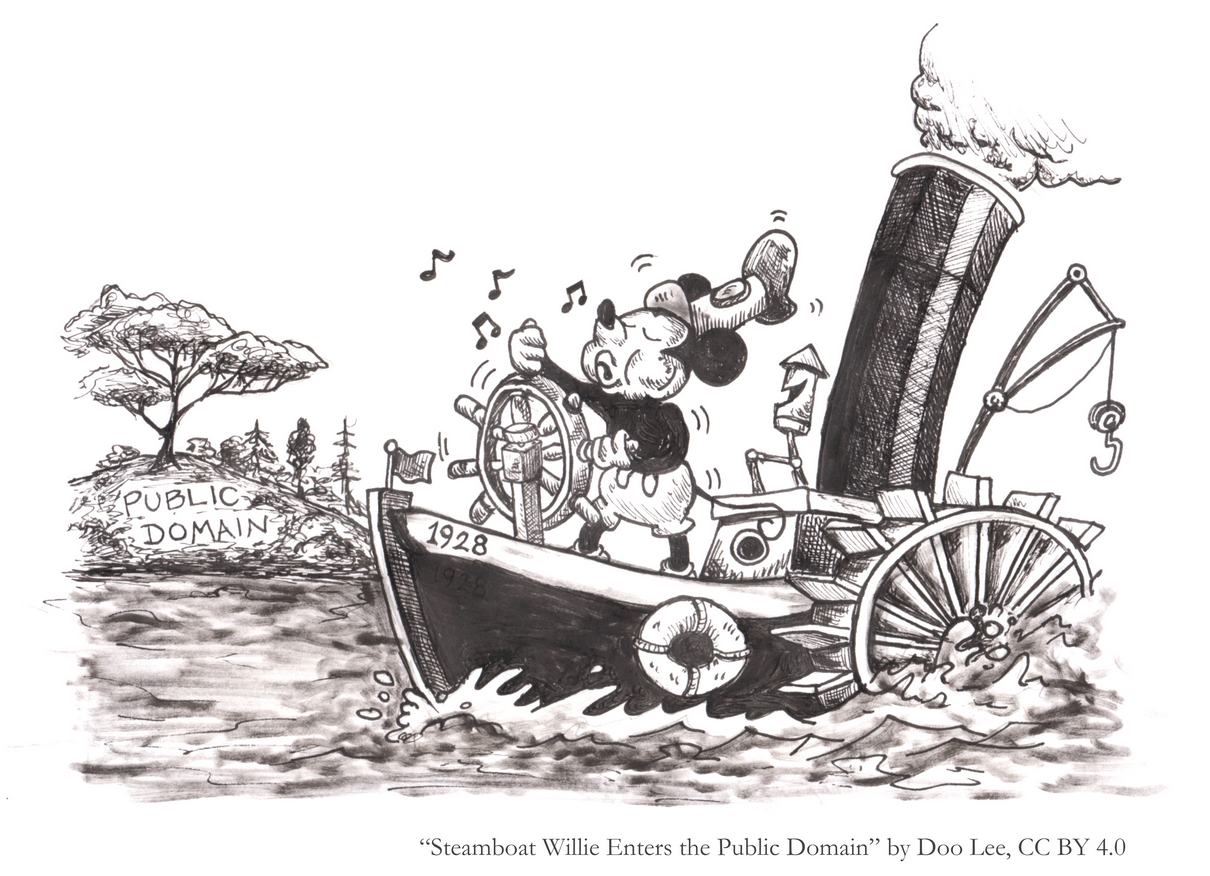 PUBLIC
DOMAIN
1928
1928
“Steamboat Willie Enters the Public Domain” by Doo Lee, CC BY 4.0